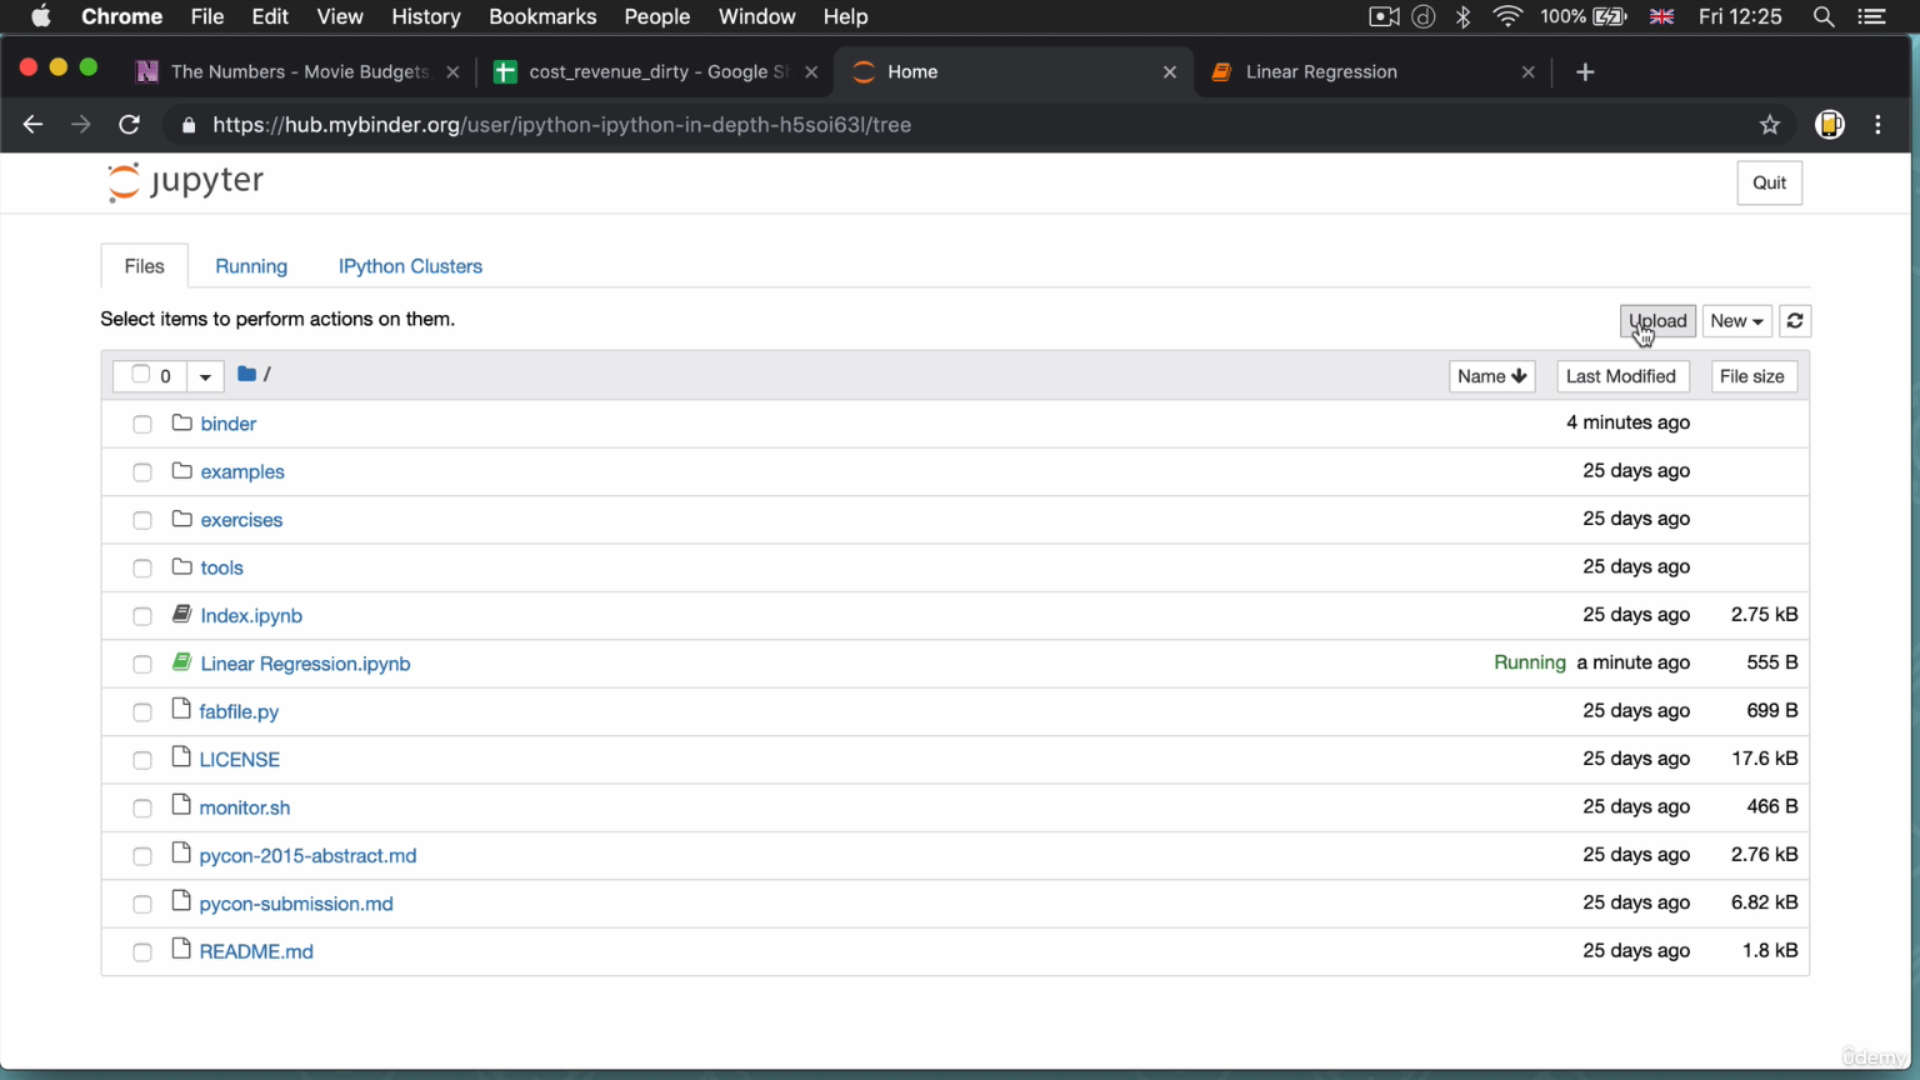 Chrome File Edit View History Bookmarks People Window Help 100% Fri 12:25
The Numbers - Movie Budgets cost_revenue_dirty - Google Sh Home Linear Regression
https://hub.mybinder.org/user/ipython-ipython-in-depth-h5soi63l/tree
jupyter Quit
Files Running IPython Clusters
Select items to perform actions on them. Upload New
0 / Name Last Modified File size
binder 4 minutes ago
examples 25 days ago
exercises 25 days ago
tools 25 days ago
Index.ipynb 25 days ago 2.75 kB
Linear Regression.ipynb Running a minute ago 555 B
fabfile.py 25 days ago 699 B
LICENSE 25 days ago 17.6 kB
monitor.sh 25 days ago 466 B
pycon-2015-abstract.md 25 days ago 2.76 kB
pycon-submission.md 25 days ago 6.82 kB
README.md 25 days ago 1.8 kB
ûdemy